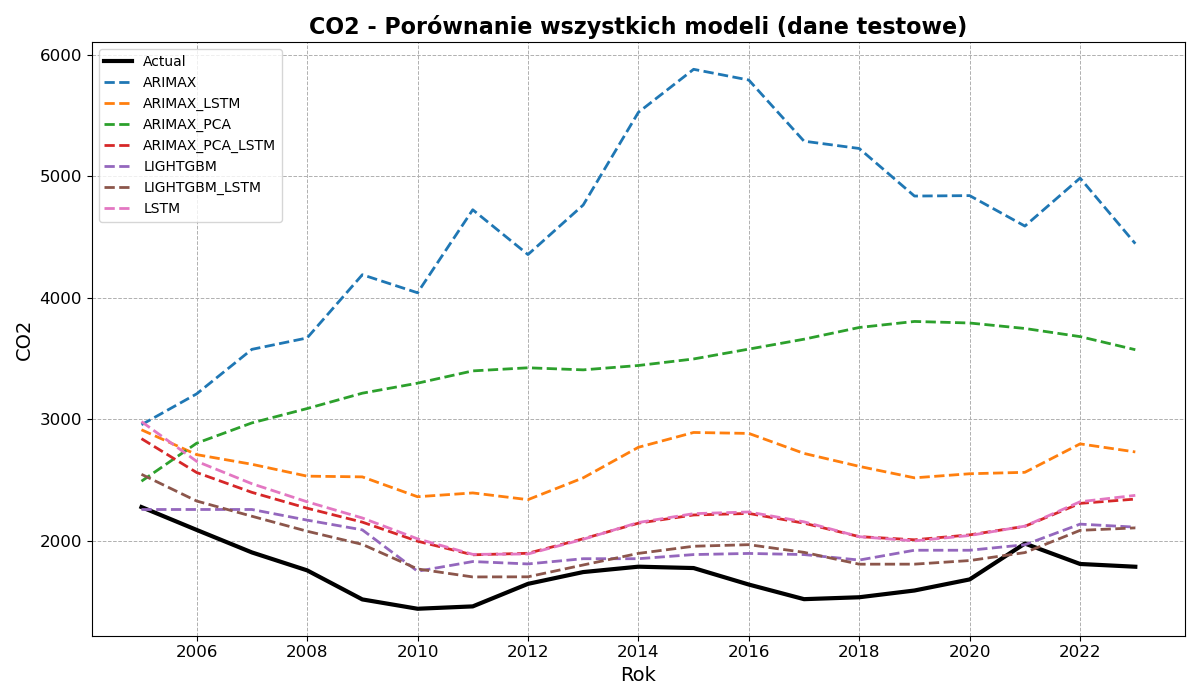 CO2 - Porównanie wszystkich modeli (dane testowe)
6000
5000
4000
3000
2000
CO2
Actual
ARIMAX
ARIMAX_LSTM
ARIMAX_PCA
ARIMAX_PCA_LSTM
LIGHTGBM
LIGHTGBM_LSTM
LSTM
2006 2008 2010 2012 2014 2016 2018 2020 2022
Rok